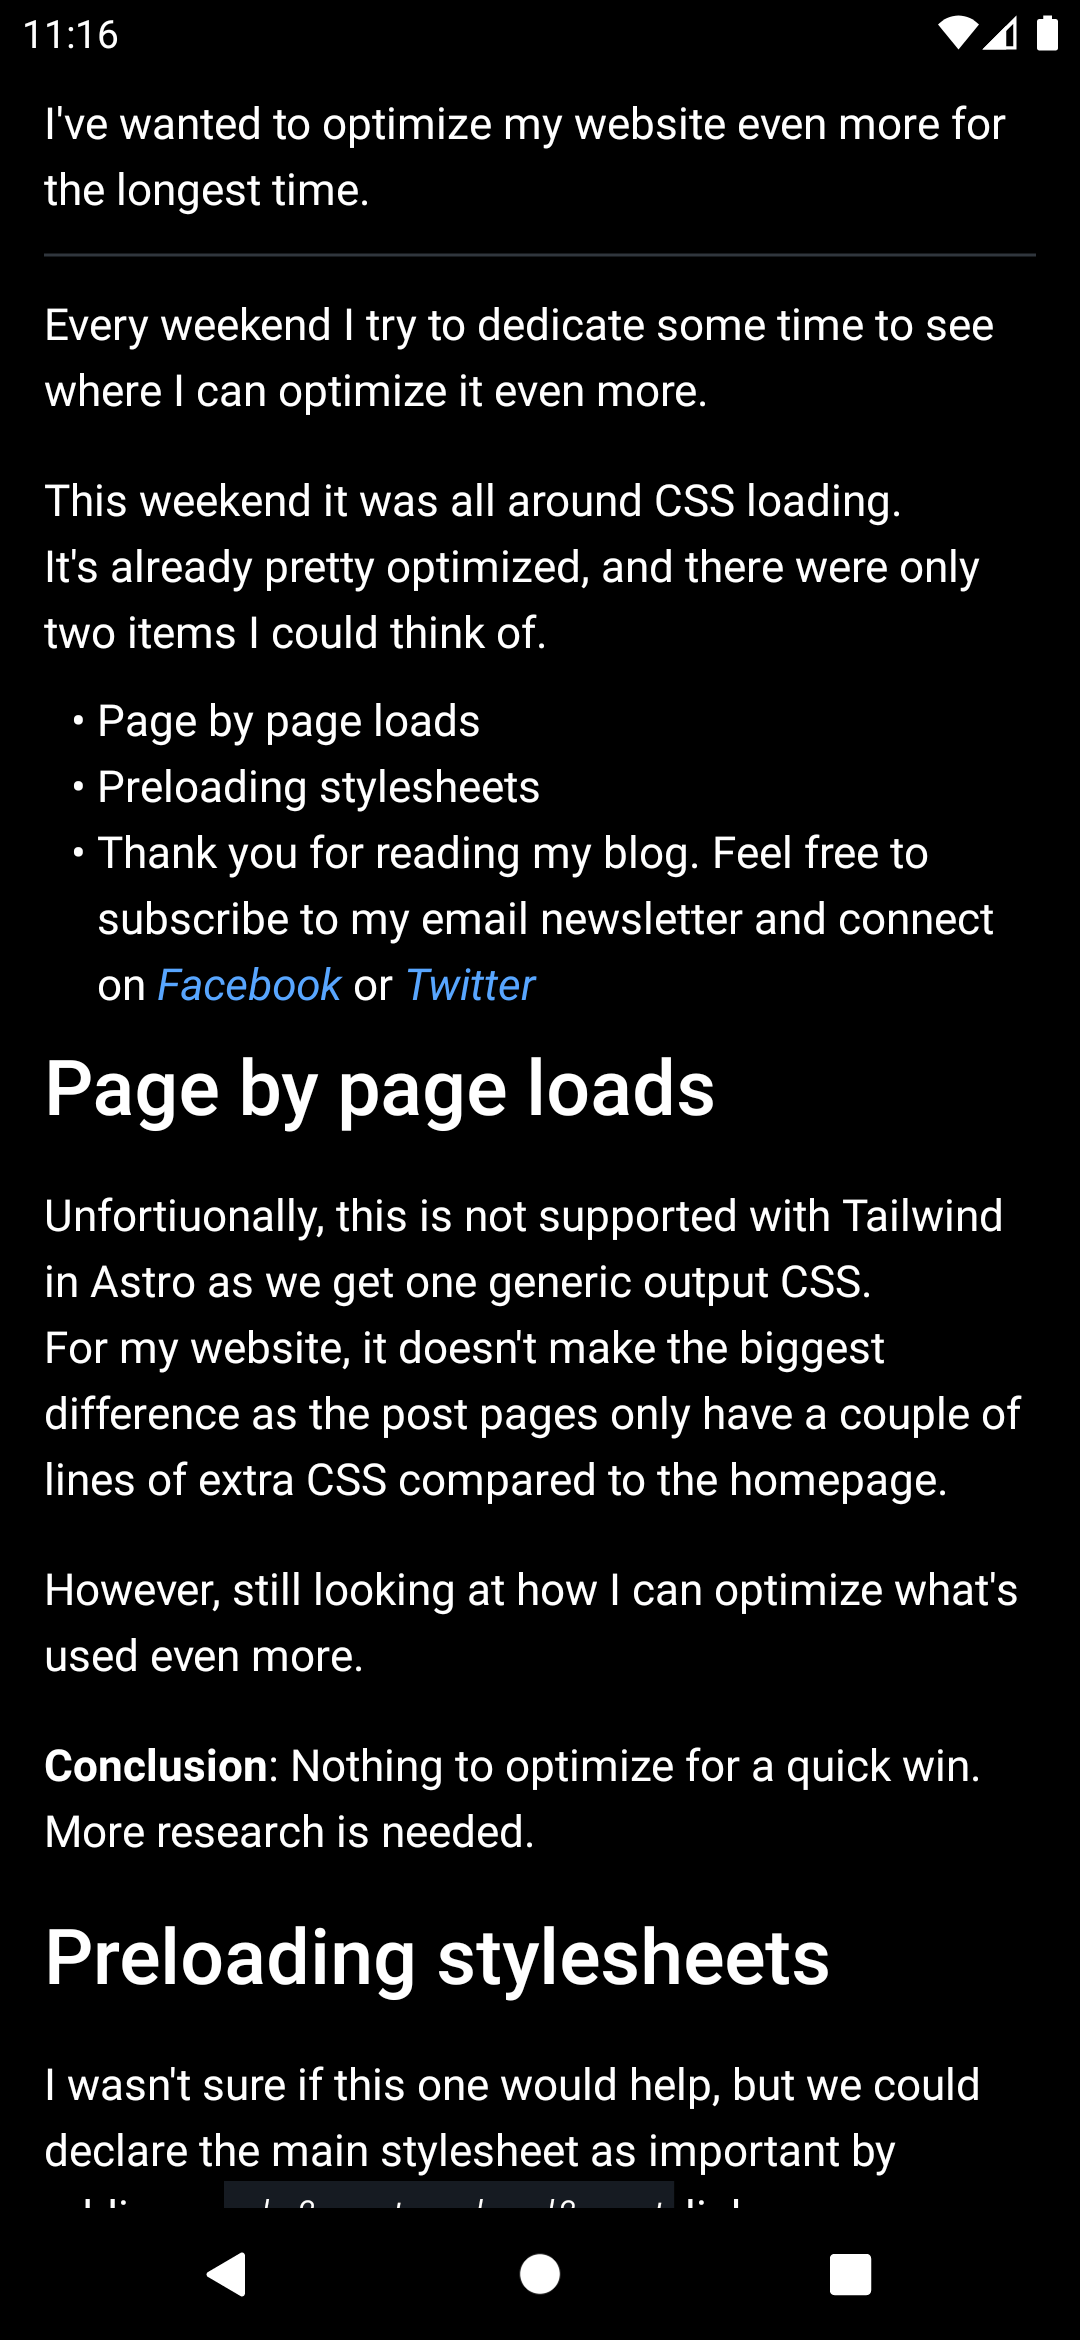 11:16
I've wanted to optimize my website even more for
the longest time.
Every weekend I try to dedicate some time to see
where I can optimize it even more.
This weekend it was all around CSS loading.
It's already pretty optimized, and there were only
two items I could think of.
• Page by page loads
• Preloading stylesheets
• Thank you for reading my blog. Feel free to
subscribe to my email newsletter and connect
on Facebook or Twitter
Page by page loads
Unfortiuonally, this is not supported with Tailwind
in Astro as we get one generic output CSS.
For my website, it doesn't make the biggest
difference as the post pages only have a couple of
lines of extra CSS compared to the homepage.
However, still looking at how I can optimize what's
used even more.
Conclusion: Nothing to optimize for a quick win.
More research is needed.
Preloading stylesheets
I wasn't sure if this one would help, but we could
declare the main stylesheet as important by